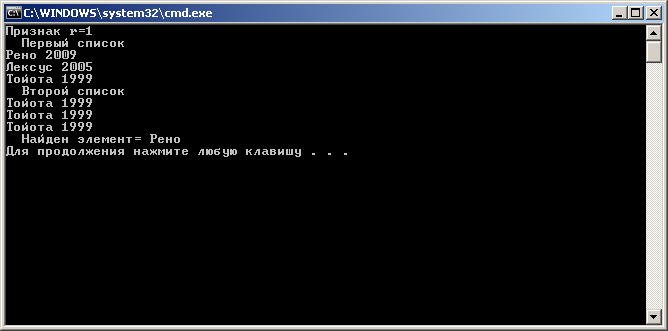 C:\WINDOWS\system32\cmd.exe
Признак r=1
Первый список
Рено 2009
Лексус 2005
Тойота 1999
Второй список
Тойота 1999
Тойота 1999
Тойота 1999
Найден элемент= Рено
Для продолжения нажмите любую клавишу . . .